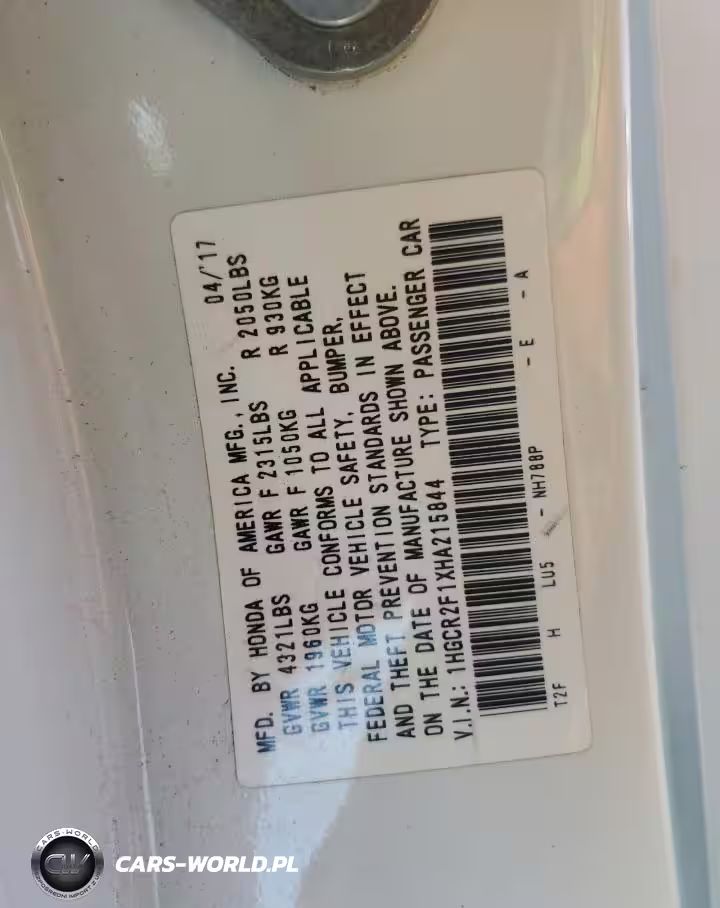 MFD. BY HONDA OF AMERICA MFG., INC. 04/'17
GVWR 4321LBS GAWR F 2315LBS R 2050LBS
GVWR 1960KG GAWR F 1050KG R 930KG
THIS VEHICLE CONFORMS TO ALL APPLICABLE
FEDERAL MOTOR VEHICLE SAFETY, BUMPER,
AND THEFT PREVENTION STANDARDS IN EFFECT
ON THE DATE OF MANUFACTURE SHOWN ABOVE.
V.I.N.: 1HGCR2F1XHA215844 TYPE: PASSENGER CAR
T2F H LU5 - NH788P - E - A
CARS-WORLD
CW
CARS-WORLD.PL